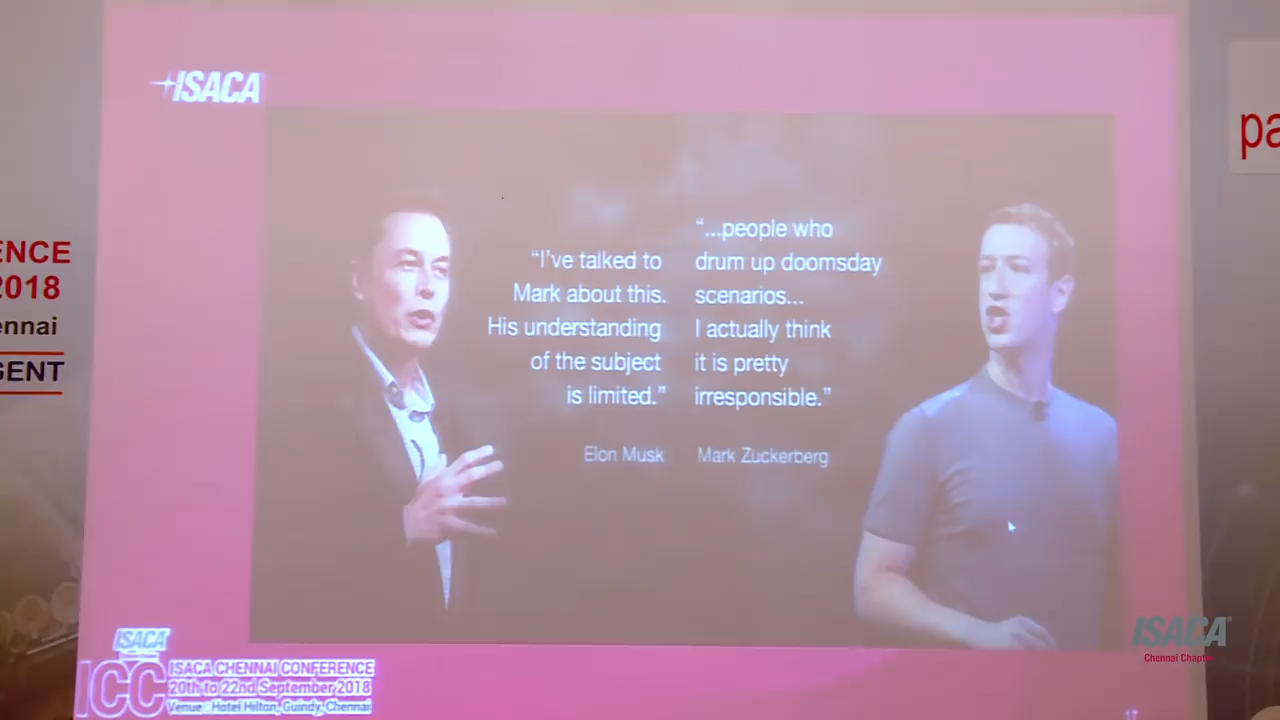 ISACA
pa
ENCE
2018
ennai
GENT
“I’ve talked to
Mark about this.
His understanding
of the subject
is limited.”
Elon Musk
“...people who
drum up doomsday
scenarios...
I actually think
it is pretty
irresponsible.”
Mark Zuckerberg
ISACA
ICC
ISACA CHENNAI CONFERENCE
20th to 22nd September 2018
Venue : Hotel Hilton, Guindy, Chennai
ISACA
Chennai Chapter
17